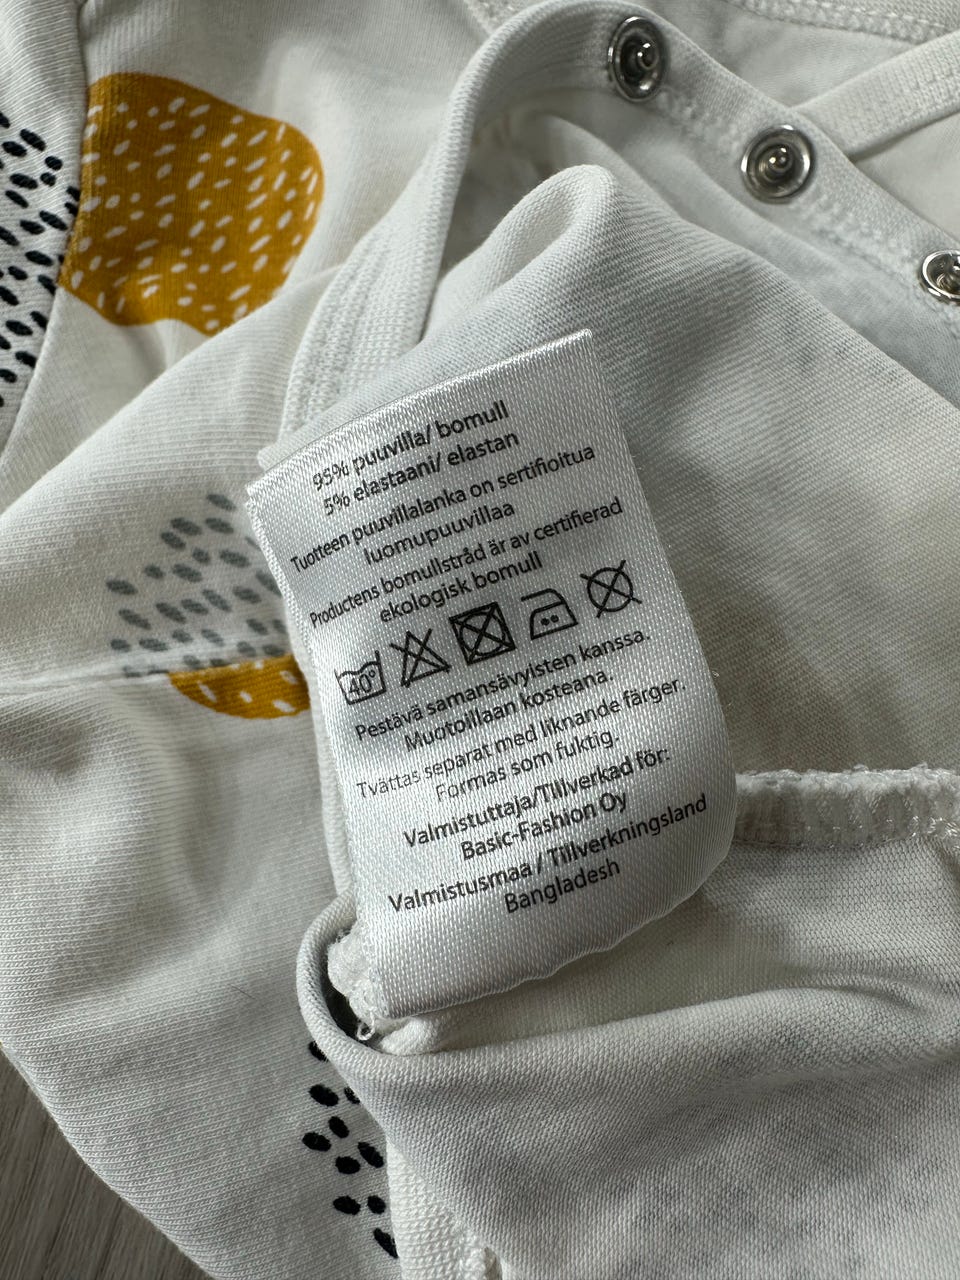 95% puuvilla/ bomull
5% elastaani/ elastan
Tuotteen puuvillalanka on sertifioitua
luomupuuvillaa
Productens bomullstråd är av certifierad
ekologisk bomull
40°
Pestävä samansävyisten kanssa.
Muotoillaan kosteana.
Tvättas separat med liknande färger.
Formas som fuktig.
Valmistuttaja/Tillverkad för:
Basic-Fashion Oy
Valmistusmaa / Tillverkningsland
Bangladesh